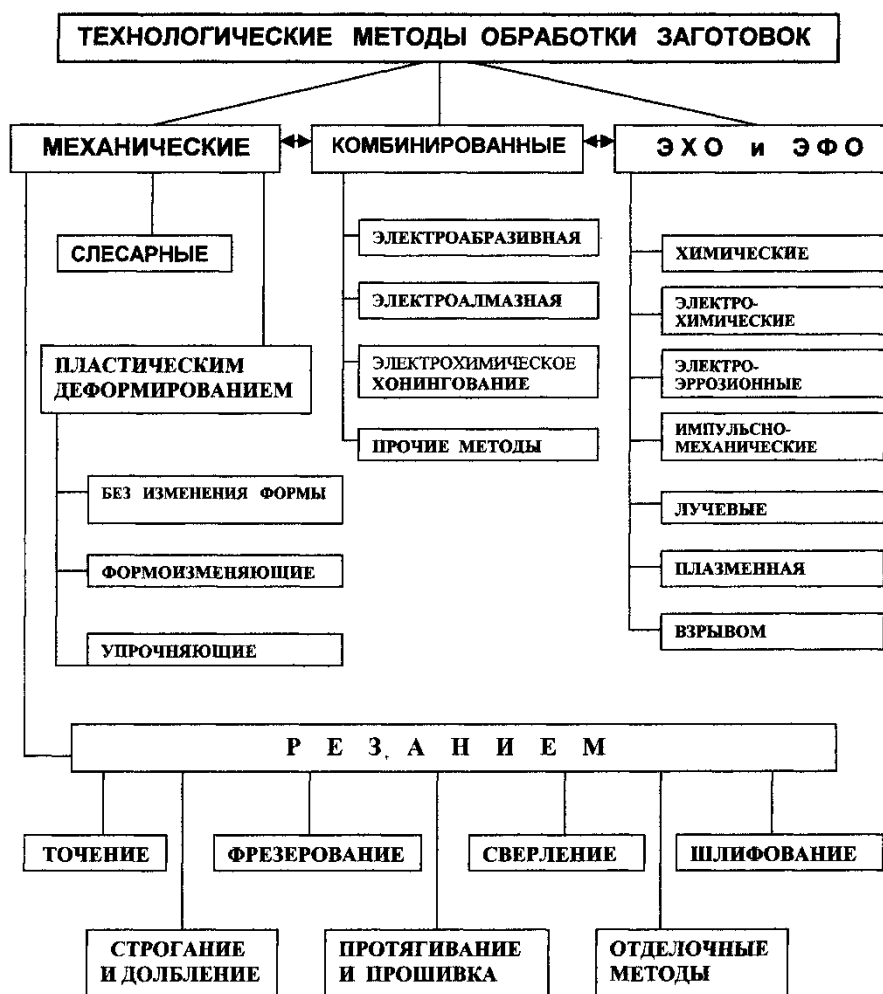 ТЕХНОЛОГИЧЕСКИЕ МЕТОДЫ ОБРАБОТКИ ЗАГОТОВОК
МЕХАНИЧЕСКИЕ
КОМБИНИРОВАННЫЕ
ЭХО и ЭФО
СЛЕСАРНЫЕ
ПЛАСТИЧЕСКИМ
ДЕФОРМИРОВАНИЕМ
БЕЗ ИЗМЕНЕНИЯ ФОРМЫ
ФОРМОИЗМЕНЯЮЩИЕ
УПРОЧНЯЮЩИЕ
ЭЛЕКТРОАБРАЗИВНАЯ
ЭЛЕКТРОАЛМАЗНАЯ
ЭЛЕКТРОХИМИЧЕСКОЕ
ХОНИНГОВАНИЕ
ПРОЧИЕ МЕТОДЫ
ХИМИЧЕСКИЕ
ЭЛЕКТРО-
ХИМИЧЕСКИЕ
ЭЛЕКТРО-
ЭРРОЗИОННЫЕ
ИМПУЛЬСНО-
МЕХАНИЧЕСКИЕ
ЛУЧЕВЫЕ
ПЛАЗМЕННАЯ
ВЗРЫВОМ
РЕЗАНИЕМ
ТОЧЕНИЕ
ФРЕЗЕРОВАНИЕ
СВЕРЛЕНИЕ
ШЛИФОВАНИЕ
СТРОГАНИЕ
И ДОЛБЛЕНИЕ
ПРОТЯГИВАНИЕ
И ПРОШИВКА
ОТДЕЛОЧНЫЕ
МЕТОДЫ